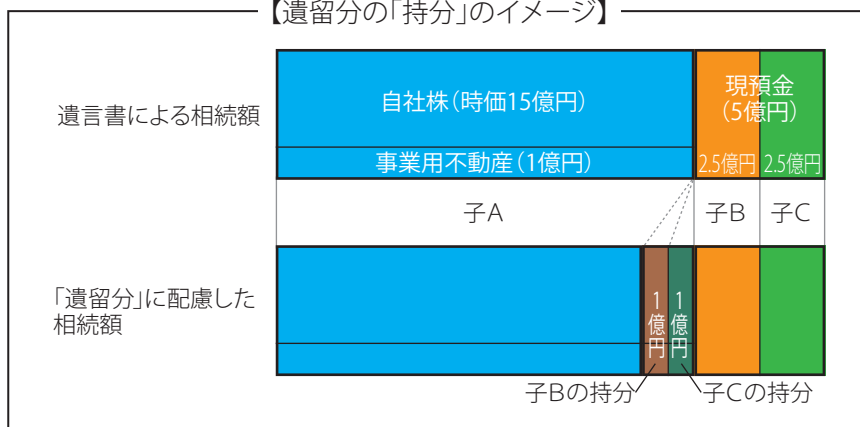 【遺留分の「持分」のイメージ】
遺言書による相続額
自社株(時価15億円)
現預金
(5億円)
事業用不動産(1億円)
2.5億円
2.5億円
子A
子B
子C
「遺留分」に配慮した
相続額
1億円
1億円
子Bの持分
子Cの持分